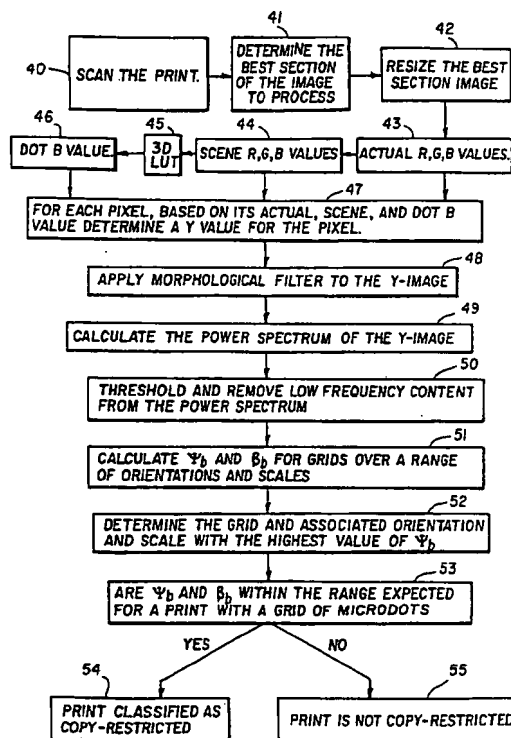 40
SCAN THE PRINT.
41
DETERMINE THE
BEST SECTION
OF THE IMAGE
TO PROCESS
42
RESIZE THE BEST
SECTION IMAGE
46
DOT B VALUE.
45
3D
LUT
44
SCENE R,G,B VALUES
43
ACTUAL R,G,B VALUES.
47
FOR EACH PIXEL, BASED ON ITS ACTUAL, SCENE, AND DOT B
VALUE DETERMINE A Y VALUE FOR THE PIXEL.
48
APPLY MORPHOLOGICAL FILTER TO THE Y-IMAGE
49
CALCULATE THE POWER SPECTRUM OF THE Y-IMAGE
50
THRESHOLD AND REMOVE LOW FREQUENCY CONTENT
FROM THE POWER SPECTRUM
51
CALCULATE Ψb AND βb FOR GRIDS OVER A RANGE
OF ORIENTATIONS AND SCALES
52
DETERMINE THE GRID AND ASSOCIATED ORIENTATION
AND SCALE WITH THE HIGHEST VALUE OF Ψb
53
ARE Ψb AND βb WITHIN THE RANGE EXPECTED
FOR A PRINT WITH A GRID OF MICRODOTS
YES
NO
54
PRINT CLASSIFIED AS
COPY-RESTRICTED
55
PRINT IS NOT COPY-RESTRICTED